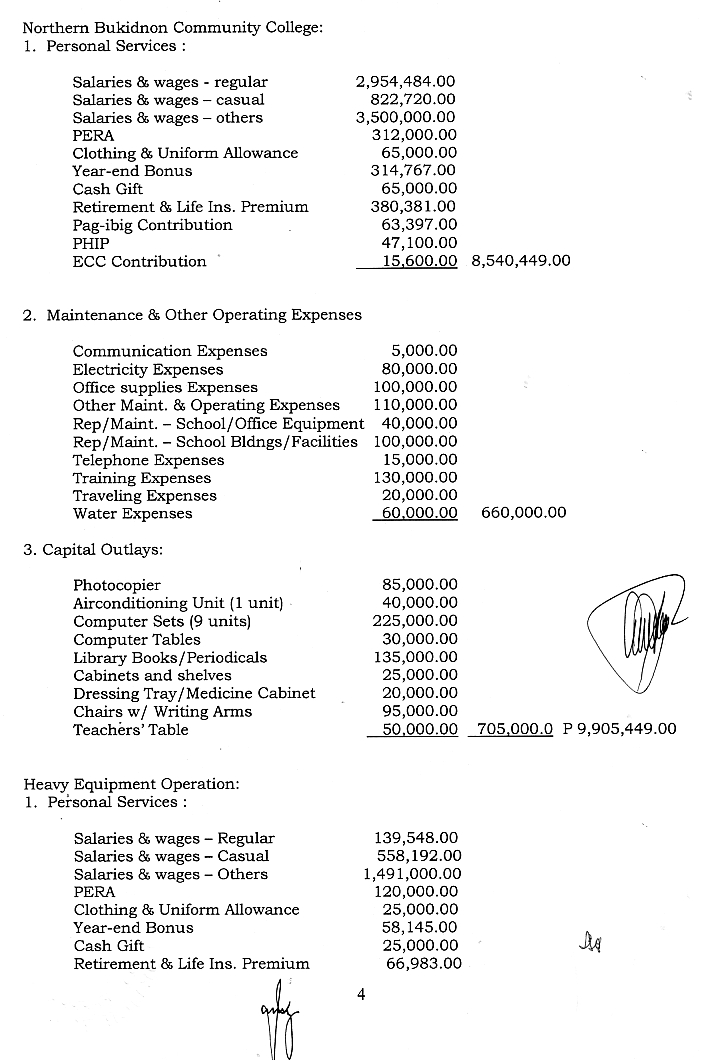 Northern Bukidnon Community College:
1. Personal Services :
Salaries & wages - regular 2,954,484.00
Salaries & wages – casual 822,720.00
Salaries & wages – others 3,500,000.00
PERA 312,000.00
Clothing & Uniform Allowance 65,000.00
Year-end Bonus 314,767.00
Cash Gift 65,000.00
Retirement & Life Ins. Premium 380,381.00
Pag-ibig Contribution 63,397.00
PHIP 47,100.00
ECC Contribution 15,600.00 8,540,449.00
2. Maintenance & Other Operating Expenses
Communication Expenses 5,000.00
Electricity Expenses 80,000.00
Office supplies Expenses 100,000.00
Other Maint. & Operating Expenses 110,000.00
Rep/Maint. – School/Office Equipment 40,000.00
Rep/Maint. – School Bldngs/Facilities 100,000.00
Telephone Expenses 15,000.00
Training Expenses 130,000.00
Traveling Expenses 20,000.00
Water Expenses 60,000.00 660,000.00
3. Capital Outlays:
Photocopier 85,000.00
Airconditioning Unit (1 unit) 40,000.00
Computer Sets (9 units) 225,000.00
Computer Tables 30,000.00
Library Books/Periodicals 135,000.00
Cabinets and shelves 25,000.00
Dressing Tray/Medicine Cabinet 20,000.00
Chairs w/ Writing Arms 95,000.00
Teachers' Table 50,000.00 705,000.0 P 9,905,449.00
Heavy Equipment Operation:
1. Personal Services :
Salaries & wages – Regular 139,548.00
Salaries & wages – Casual 558,192.00
Salaries & wages – Others 1,491,000.00
PERA 120,000.00
Clothing & Uniform Allowance 25,000.00
Year-end Bonus 58,145.00
Cash Gift 25,000.00
Retirement & Life Ins. Premium 66,983.00
4